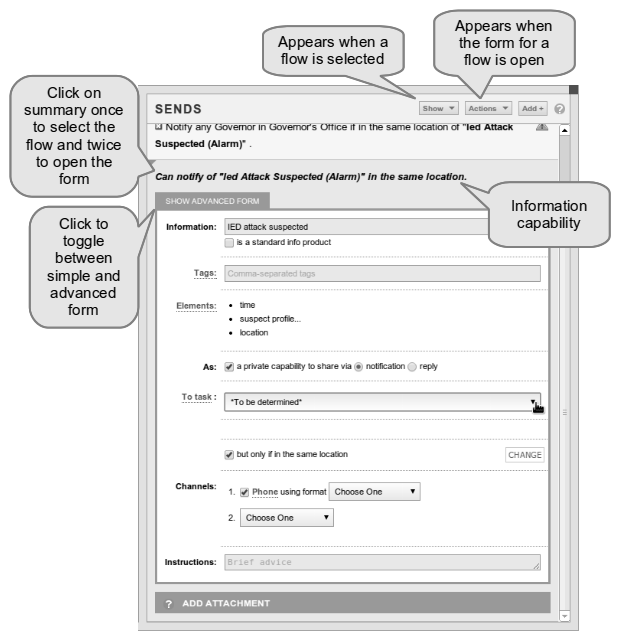 Appears when a
flow is selected
Appears when
the form for a
flow is open
Click on
summary once
to select the
flow and twice
to open the
form
SENDS
Show ▼ Actions ▼ Add +
Notify any Governor in Governor's Office if in the same location of "Ied Attack
Suspected (Alarm)" .
Can notify of "Ied Attack Suspected (Alarm)" in the same location.
Information
capability
SHOW ADVANCED FORM
Click to
toggle
between
simple and
advanced
form
Information: IED attack suspected
is a standard info product
Tags: Comma-separated tags
Elements: • time
• suspect profile...
• location
As: a private capability to share via notification reply
To task : *To be determined*
but only if in the same location CHANGE
Channels: 1. Phone using format Choose One ▼
2. Choose One ▼
Instructions: Brief advice
? ADD ATTACHMENT